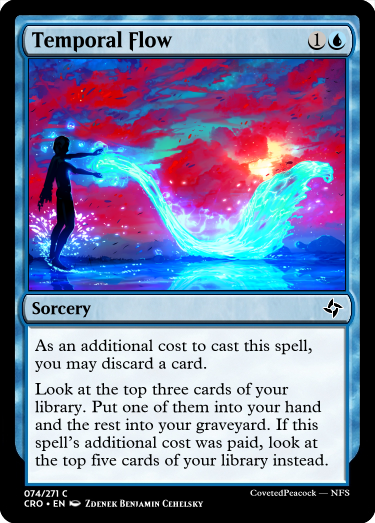 Temporal Flow 1
Sorcery
As an additional cost to cast this spell,
you may discard a card.
Look at the top three cards of your
library. Put one of them into your hand
and the rest into your graveyard. If this
spell's additional cost was paid, look at
the top five cards of your library instead.
074/271 C
CRO • EN Zdenek Benjamin Cehelsky
CovetedPeacock — NFS